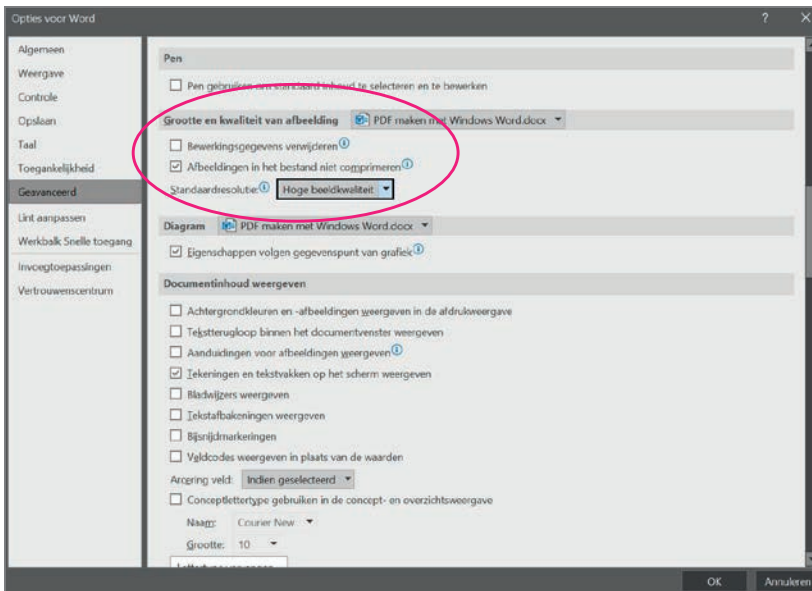 Opties voor Word
? ×
Algemeen
Weergave
Controle
Opslaan
Taal
Toegankelijkheid
Geavanceerd
Lint aanpassen
Werkbalk Snelle toegang
Invoegtoepassingen
Vertrouwenscentrum
Pen
Pen gebruiken om standaard inhoud te selecteren en te bewerken
Grootte en kwaliteit van afbeelding PDF maken met Windows Word.docx
Bewerkingsgegevens verwijderen
Afbeeldingen in het bestand niet comprimeren
Standaardresolutie: Hoge beeldkwaliteit
Diagram PDF maken met Windows Word.docx
Eigenschappen volgen gegevenspunt van grafiek
Documentinhoud weergeven
Achtergrondkleuren en -afbeeldingen weergeven in de afdrukweergave
Tekstterugloop binnen het documentvenster weergeven
Aanduidingen voor afbeeldingen weergeven
Tekeningen en tekstvakken op het scherm weergeven
Bladwijzers weergeven
Tekstafbakeningen weergeven
Bijsnijdmarkeringen
Veldcodes weergeven in plaats van de waarden
Arcering veld: Indien geselecteerd
Conceptlettertype gebruiken in de concept- en overzichtsweergave
Naam: Courier New
Grootte: 10
OK Annuleren